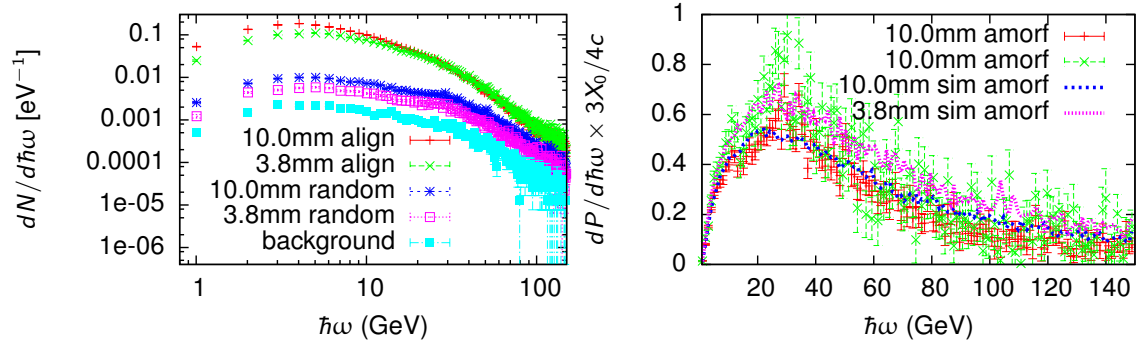 dN/dħω [eV⁻¹]
0.1
0.01
0.001
0.0001
1e-05
1e-06
10.0mm align
3.8mm align
10.0mm random
3.8mm random
background
1 10 100
ħω (GeV)
dP/dħω × 3X₀/4c
1
0.8
0.6
0.4
0.2
0
10.0mm amorf
10.0mm amorf
10.0mm sim amorf
3.8mm sim amorf
0 20 40 60 80 100 120 140
ħω (GeV)